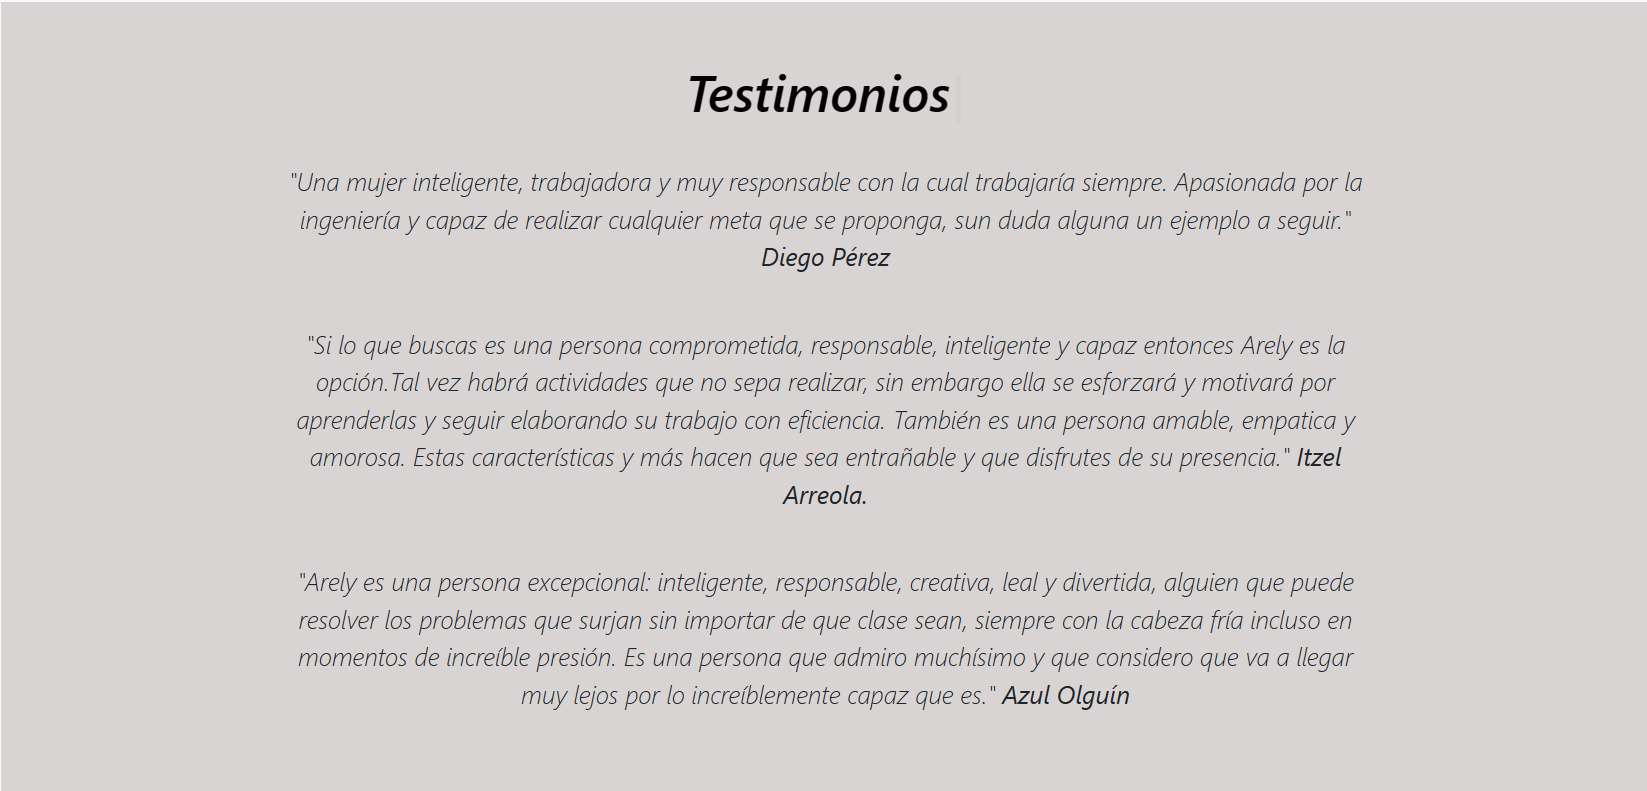 Testimonios
"Una mujer inteligente, trabajadora y muy responsable con la cual trabajaría siempre. Apasionada por la
ingeniería y capaz de realizar cualquier meta que se proponga, sun duda alguna un ejemplo a seguir."
Diego Pérez
"Si lo que buscas es una persona comprometida, responsable, inteligente y capaz entonces Arely es la
opción.Tal vez habrá actividades que no sepa realizar, sin embargo ella se esforzará y motivará por
aprenderlas y seguir elaborando su trabajo con eficiencia. También es una persona amable, empatica y
amorosa. Estas características y más hacen que sea entrañable y que disfrutes de su presencia." Itzel
Arreola.
"Arely es una persona excepcional: inteligente, responsable, creativa, leal y divertida, alguien que puede
resolver los problemas que surjan sin importar de que clase sean, siempre con la cabeza fría incluso en
momentos de increíble presión. Es una persona que admiro muchísimo y que considero que va a llegar
muy lejos por lo increíblemente capaz que es." Azul Olguín